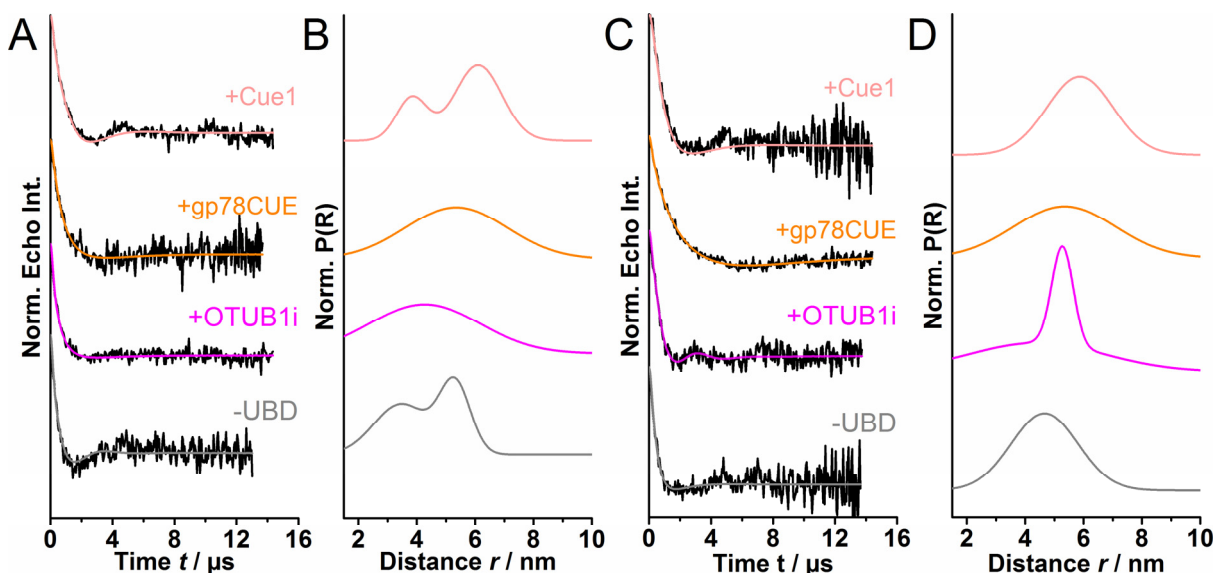 A
Norm. Echo Int.
+Cue1
+gp78CUE
+OTUB1i
-UBD
0 4 8 12 16
Time t / µs
B
Norm. P(R)
2 4 6 8 10
Distance r / nm
C
Norm. Echo Int.
+Cue1
+gp78CUE
+OTUB1i
-UBD
0 4 8 12 16
Time t / µs
D
Norm. P(R)
2 4 6 8 10
Distance r / nm